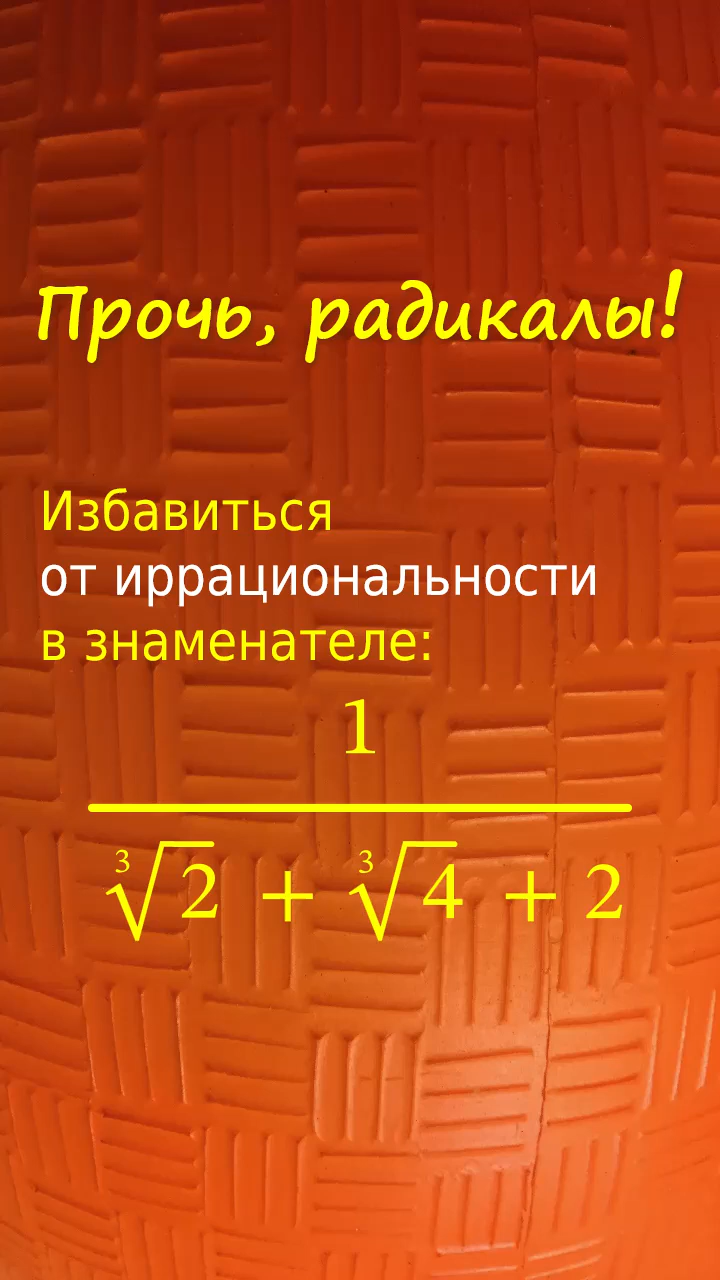 Прочь, радикалы!
Избавиться
от иррациональности
в знаменателе:
1
∛2 + ∛4 + 2